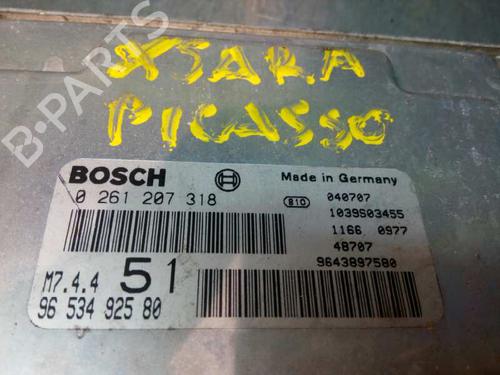 XSARA
PICASSO
B-PARTS
BOSCH
Made in Germany
0 261 207 318
B10
040707
1039S03455
1166 0977
48707
9643897580
M7.4.4 51
96 534 925 80